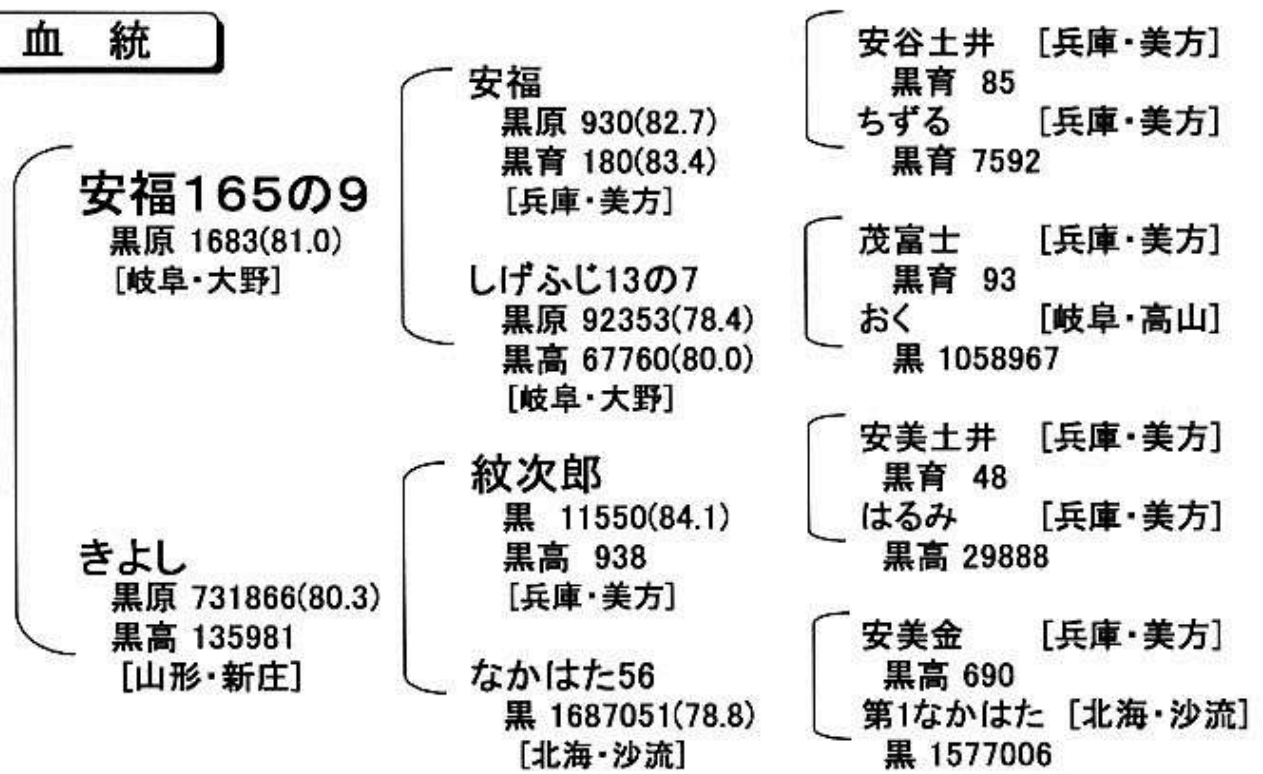 血 統
安福165の9
黒原 1683(81.0)
[岐阜・大野]
きよし
黒原 731866(80.3)
黒高 135981
[山形・新庄]
安福
黒原 930(82.7)
黒育 180(83.4)
[兵庫・美方]
しげふじ13の7
黒原 92353(78.4)
黒高 67760(80.0)
[岐阜・大野]
紋次郎
黒 11550(84.1)
黒高 938
[兵庫・美方]
なかはた56
黒 1687051(78.8)
[北海・沙流]
安谷土井 [兵庫・美方]
黒育 85
ちずる [兵庫・美方]
黒育 7592
茂富士 [兵庫・美方]
黒育 93
おく [岐阜・高山]
黒 1058967
安美土井 [兵庫・美方]
黒育 48
はるみ [兵庫・美方]
黒高 29888
安美金 [兵庫・美方]
黒高 690
第1なかはた [北海・沙流]
黒 1577006